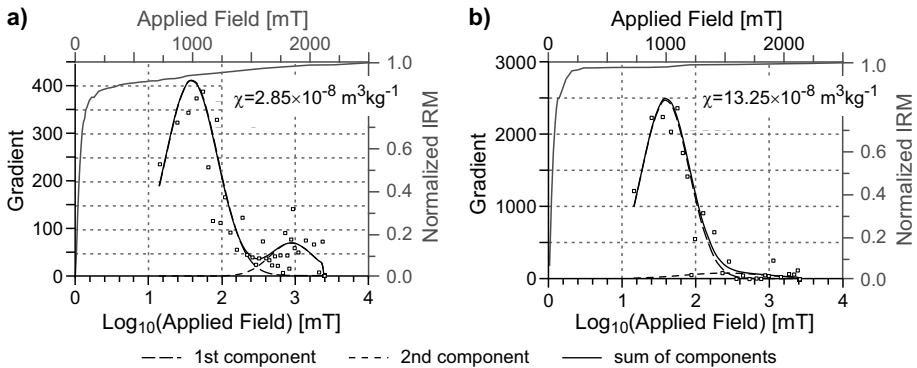 a)
Applied Field [mT]
0 1000 2000
400
300
200
100
0
Gradient
1.0
0.8
0.6
0.4
0.2
0.0
Normalized IRM
χ=2.85×10⁻⁸ m³kg⁻¹
0 1 2 3 4
Log₁₀(Applied Field) [mT]
b)
Applied Field [mT]
0 1000 2000
3000
2000
1000
0
Gradient
1.0
0.8
0.6
0.4
0.2
0.0
Normalized IRM
χ=13.25×10⁻⁸ m³kg⁻¹
0 1 2 3 4
Log₁₀(Applied Field) [mT]
1st component 2nd component sum of components